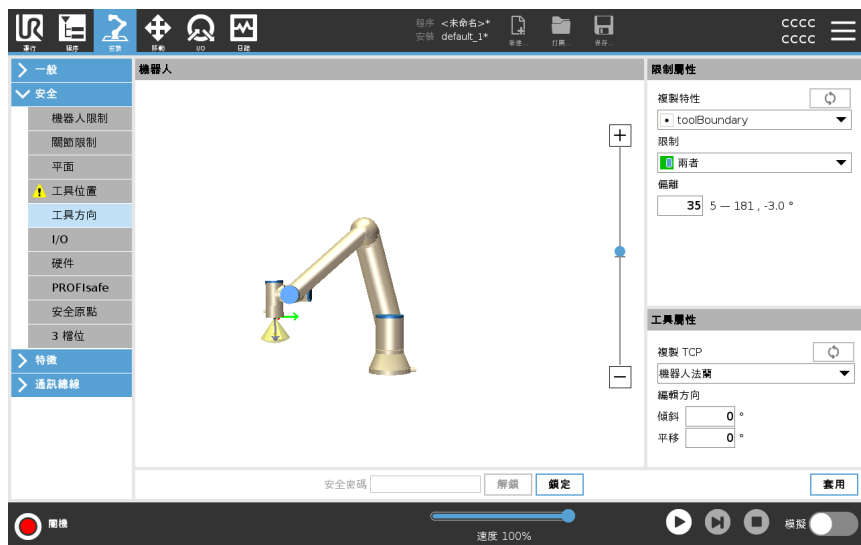 程序 <未命名>*
安裝 default_1*
新建...
打開...
保存...
CCCC
CCCC
運行
程序
安裝
移動
I/O
日誌
一般
安全
機器人限制
關節限制
平面
工具位置
工具方向
I/O
硬件
PROFIsafe
安全原點
3 檔位
特徵
通訊總線
機器人
限制屬性
複製特性
toolBoundary
限制
兩者
偏離
35 5 — 181 , -3.0 °
工具屬性
複製 TCP
機器人法蘭
編輯方向
傾斜 0 °
平移 0 °
安全密碼 解鎖 鎖定
套用
關機
速度 100%
模擬